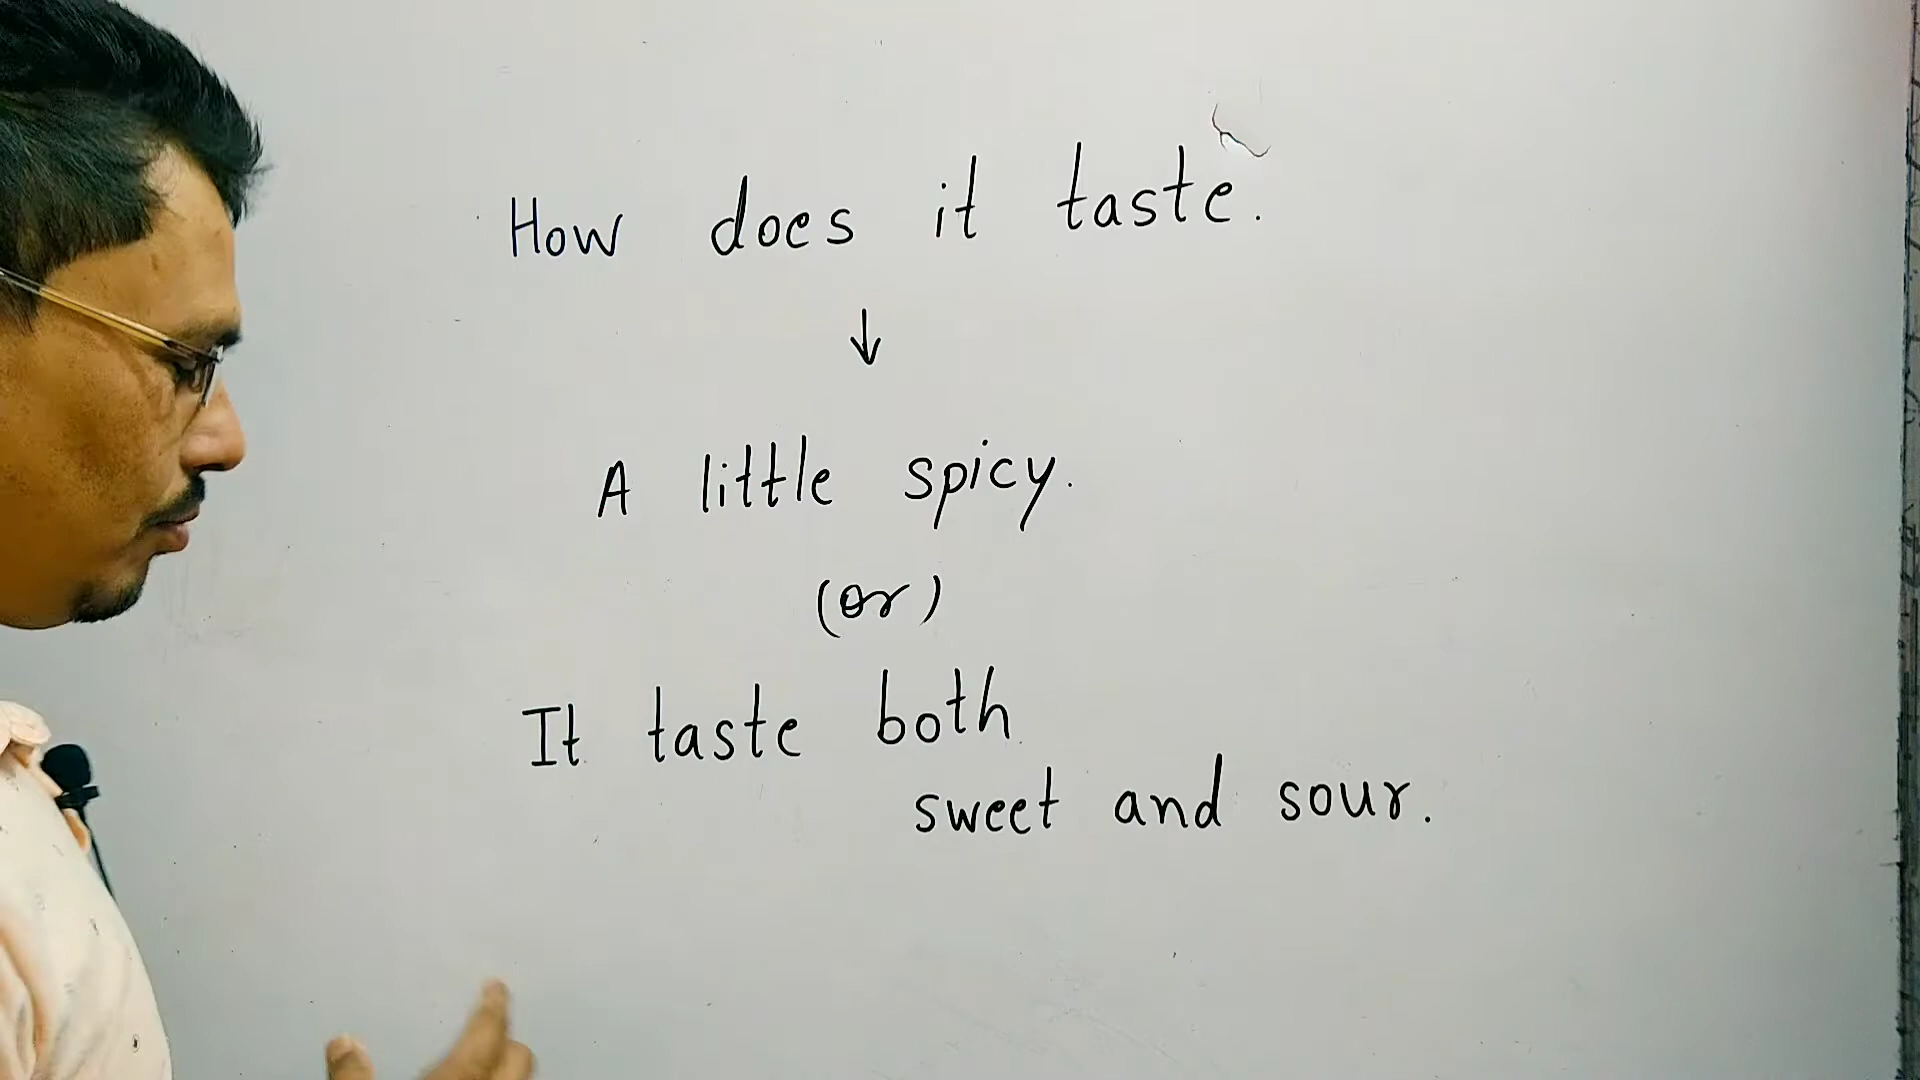 How does it taste.
↓
A little spicy.
(or)
It taste both
sweet and sour.